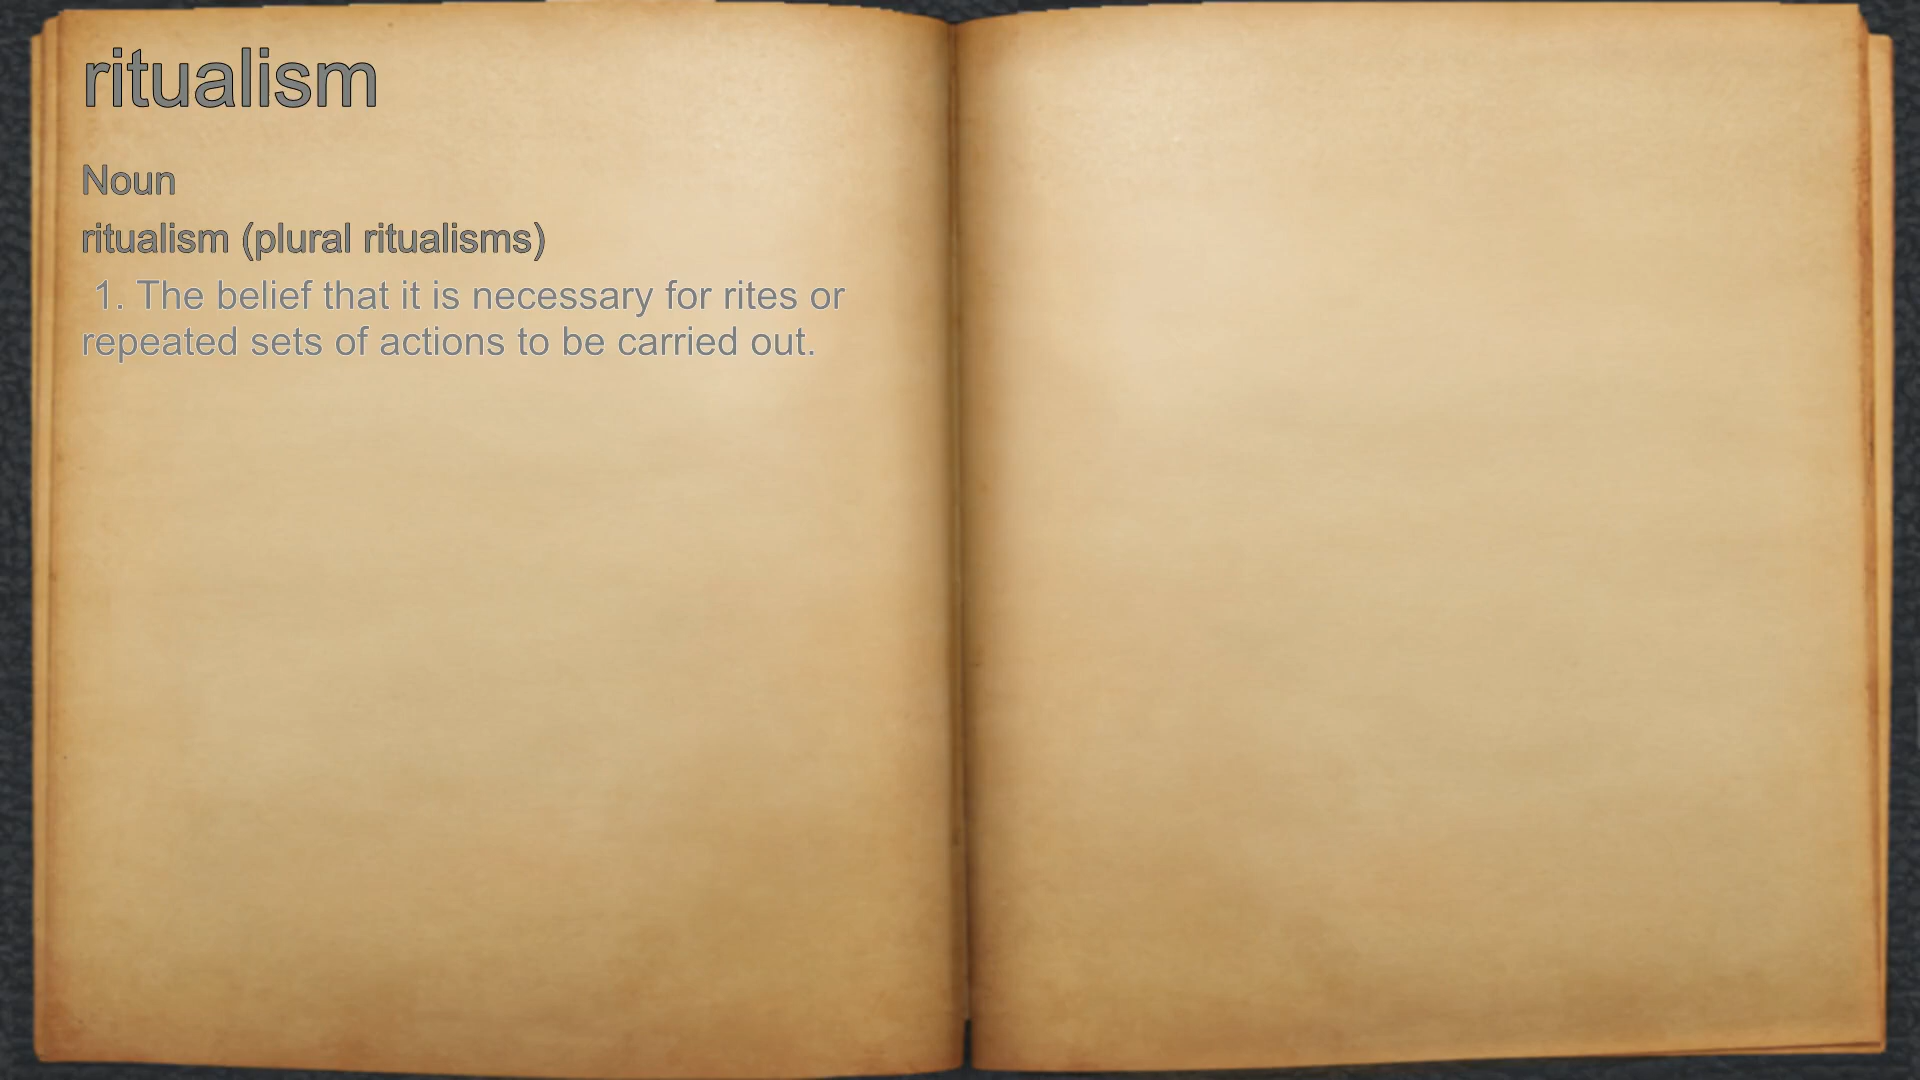 ritualism
Noun
ritualism (plural ritualisms)
1. The belief that it is necessary for rites or
repeated sets of actions to be carried out.